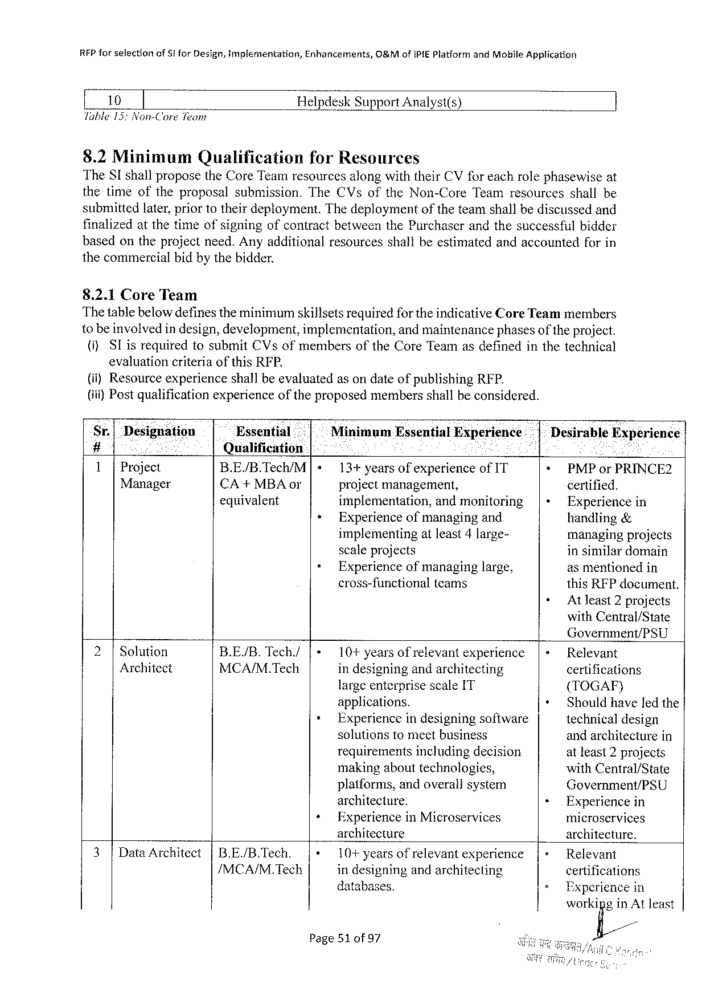 RFP for selection of SI for Design, Implementation, Enhancements, O&M of iPIE Platform and Mobile Application
10 Helpdesk Support Analyst(s)
Table 15: Non-Core Team
8.2 Minimum Qualification for Resources
The SI shall propose the Core Team resources along with their CV for each role phasewise at
the time of the proposal submission. The CVs of the Non-Core Team resources shall be
submitted later, prior to their deployment. The deployment of the team shall be discussed and
finalized at the time of signing of contract between the Purchaser and the successful bidder
based on the project need. Any additional resources shall be estimated and accounted for in
the commercial bid by the bidder.
8.2.1 Core Team
The table below defines the minimum skillsets required for the indicative Core Team members
to be involved in design, development, implementation, and maintenance phases of the project.
(i) SI is required to submit CVs of members of the Core Team as defined in the technical
evaluation criteria of this RFP.
(ii) Resource experience shall be evaluated as on date of publishing RFP.
(iii) Post qualification experience of the proposed members shall be considered.
Sr. Designation Essential Minimum Essential Experience Desirable Experience
# Qualification
1 Project B.E./B.Tech/M • 13+ years of experience of IT • PMP or PRINCE2
Manager CA + MBA or project management, certified.
equivalent implementation, and monitoring • Experience in
• Experience of managing and handling &
implementing at least 4 large- managing projects
scale projects in similar domain
• Experience of managing large, as mentioned in
cross-functional teams this RFP document.
• At least 2 projects
with Central/State
Government/PSU
2 Solution B.E./B. Tech./ • 10+ years of relevant experience • Relevant
Architect MCA/M.Tech in designing and architecting certifications
large enterprise scale IT (TOGAF)
applications. • Should have led the
• Experience in designing software technical design
solutions to meet business and architecture in
requirements including decision at least 2 projects
making about technologies, with Central/State
platforms, and overall system Government/PSU
architecture. • Experience in
• Experience in Microservices microservices
architecture architecture.
3 Data Architect B.E./B.Tech. • 10+ years of relevant experience • Relevant
/MCA/M.Tech in designing and architecting certifications
databases. • Experience in
working in At least
Page 51 of 97
/Anil C
अवर सचिव/Under